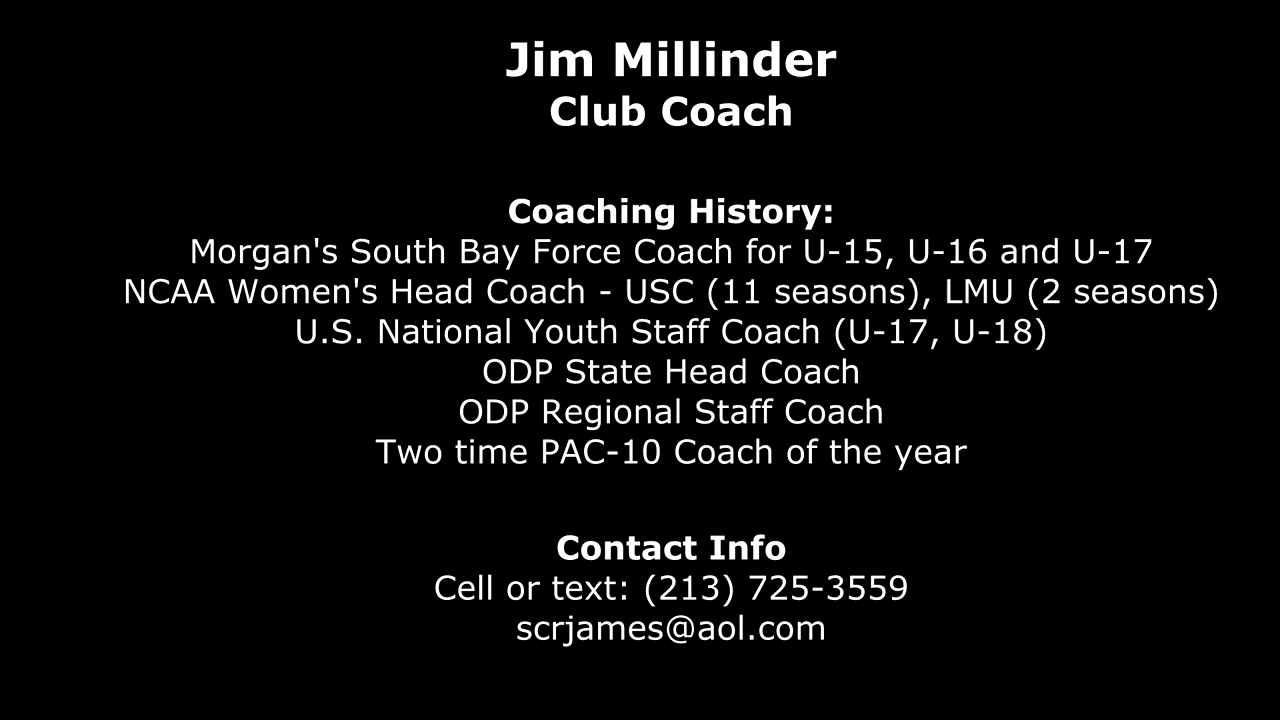 Jim Millinder
Club Coach
Coaching History:
Morgan's South Bay Force Coach for U-15, U-16 and U-17
NCAA Women's Head Coach - USC (11 seasons), LMU (2 seasons)
U.S. National Youth Staff Coach (U-17, U-18)
ODP State Head Coach
ODP Regional Staff Coach
Two time PAC-10 Coach of the year
Contact Info
Cell or text: (213) 725-3559
scrjames@aol.com